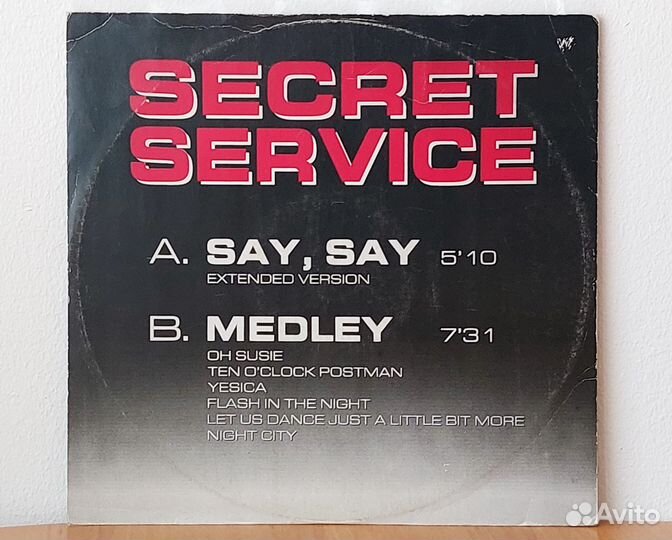 SECRET
SERVICE
A. SAY, SAY 5'10
EXTENDED VERSION
B. MEDLEY 7'31
OH SUSIE
TEN O'CLOCK POSTMAN
YESICA
FLASH IN THE NIGHT
LET US DANCE JUST A LITTLE BIT MORE
NIGHT CITY
Avito